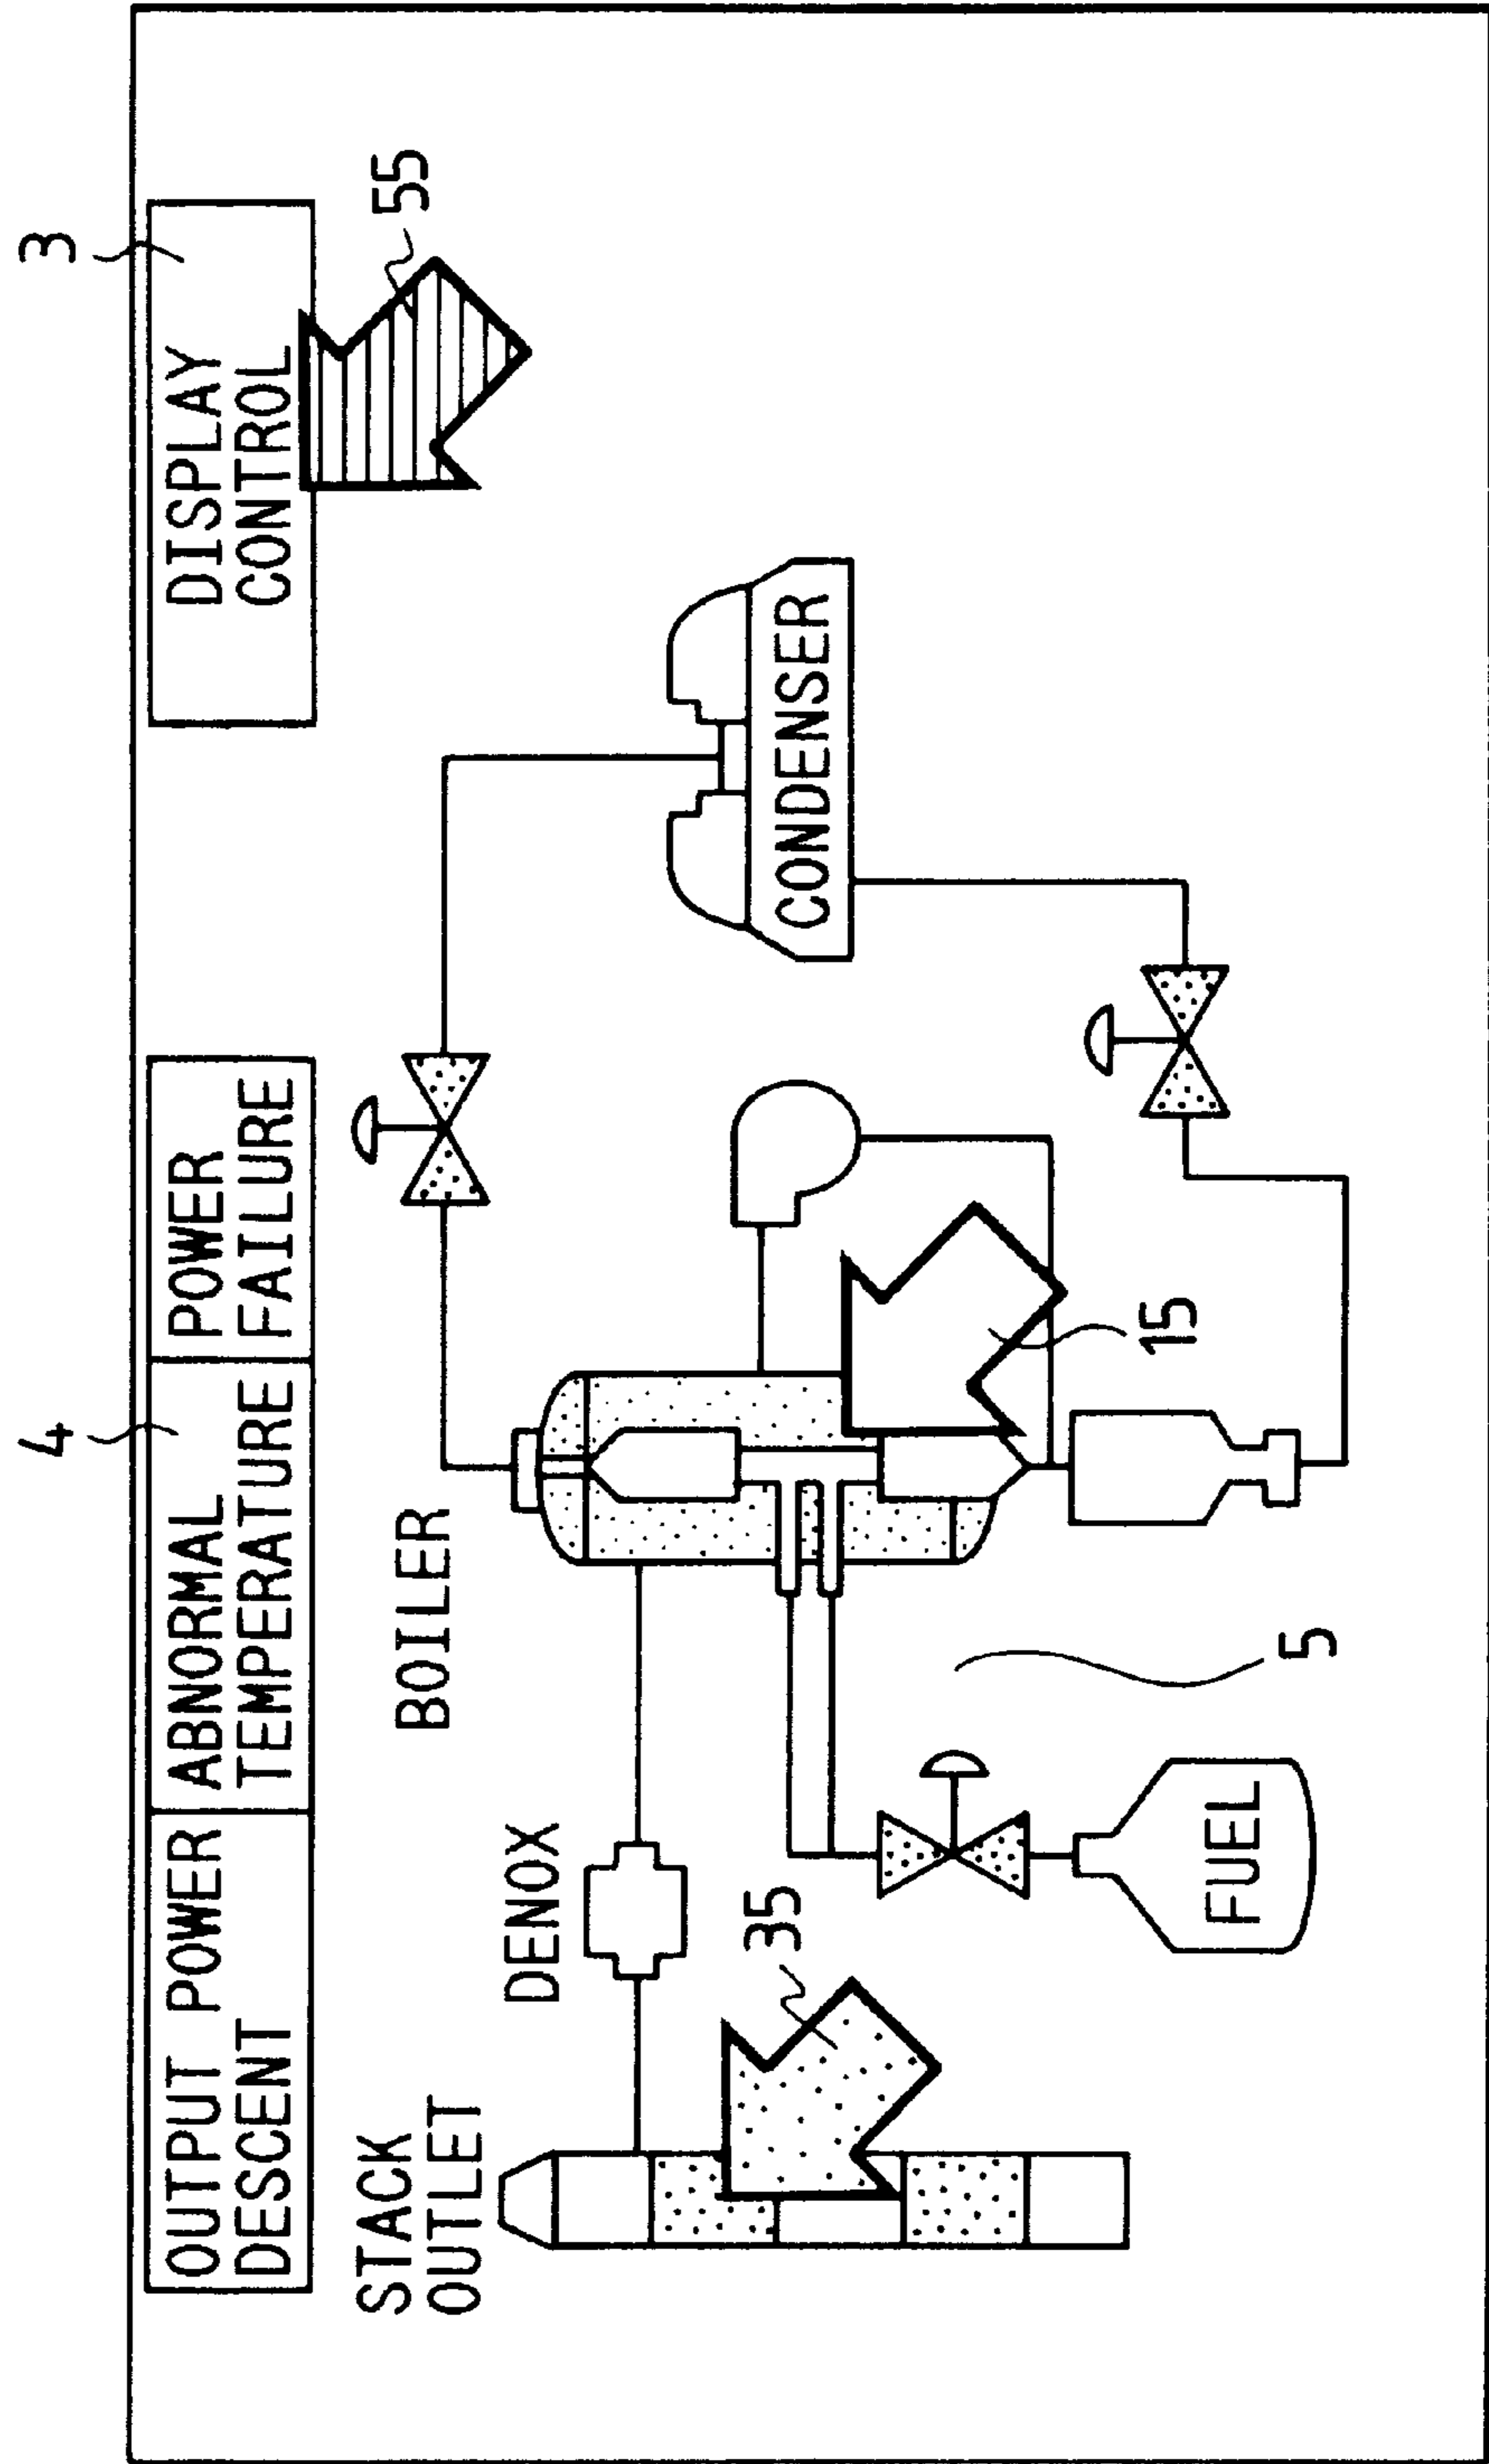 3
4
DISPLAY
CONTROL
OUTPUT POWER
DESCENT
ABNORMAL
TEMPERATURE
POWER
FAILURE
55
STACK
OUTLET
BOILER
DENOX
CONDENSER
35
15
FUEL
5